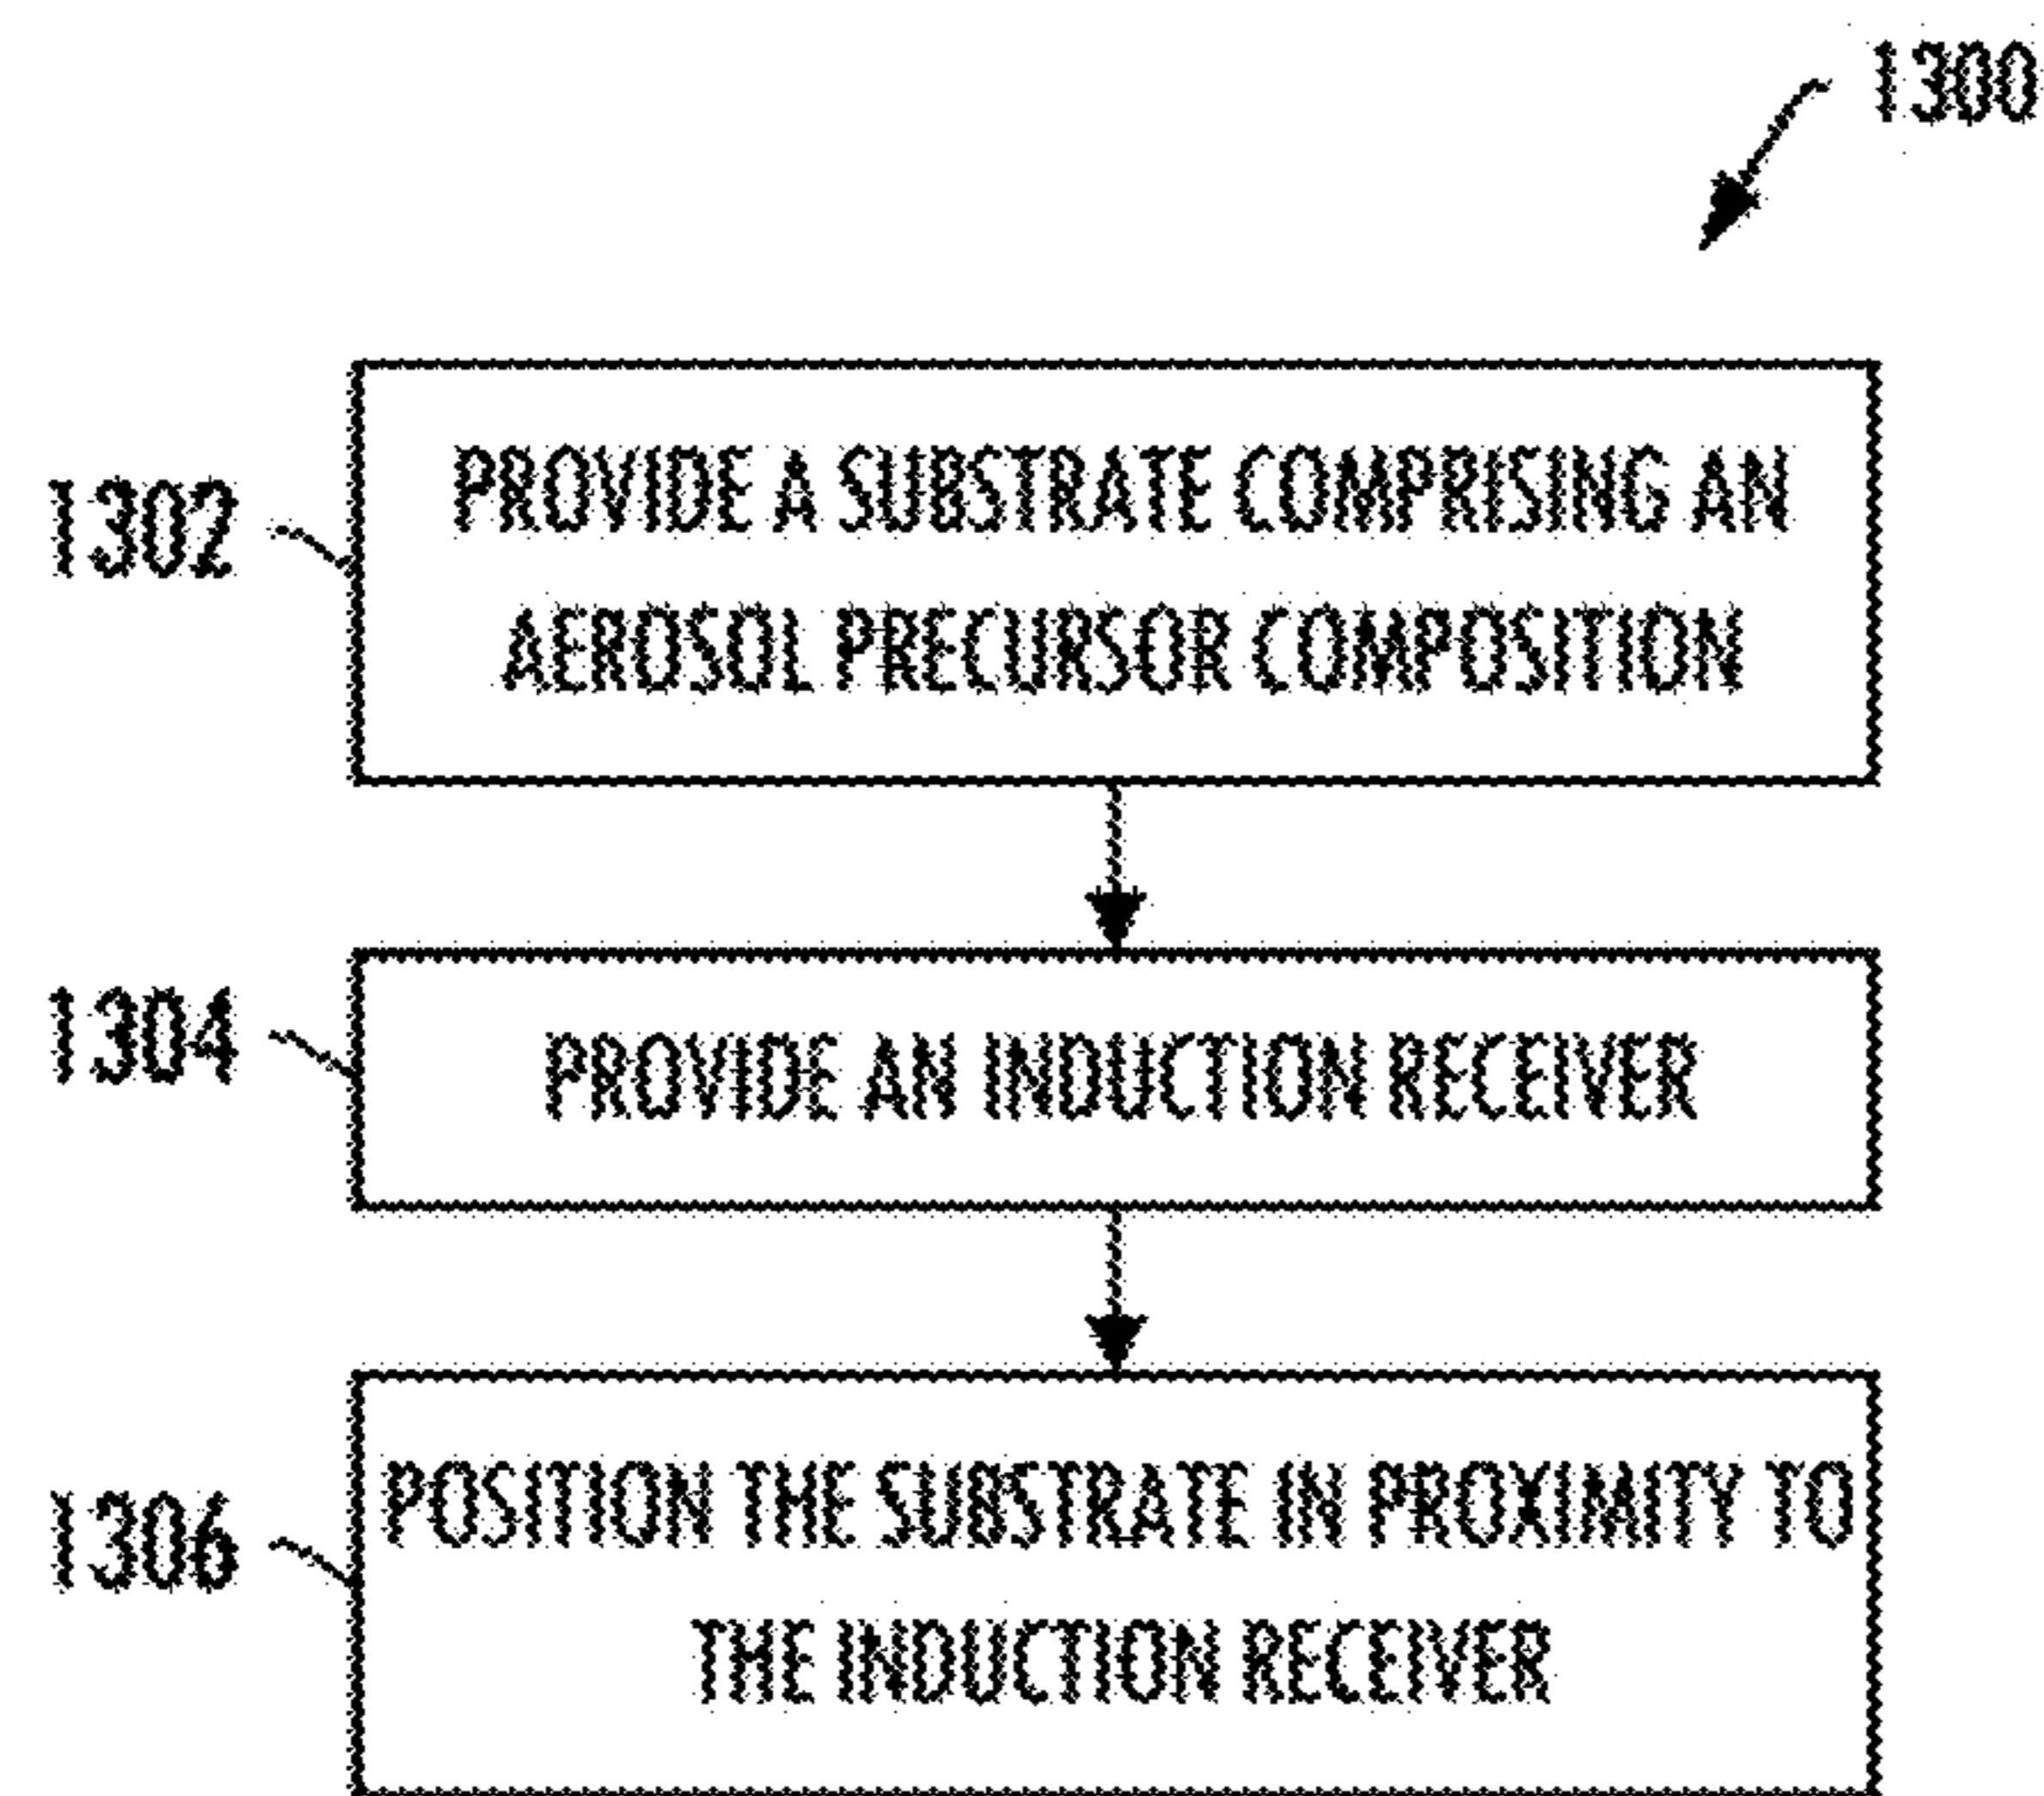 1300
1302
PROVIDE A SUBSTRATE COMPRISING AN
AEROSOL PRECURSOR COMPOSITION
1304
PROVIDE AN INDUCTION RECEIVER
1306
POSITION THE SUBSTRATE IN PROXIMITY TO
THE INDUCTION RECEIVER